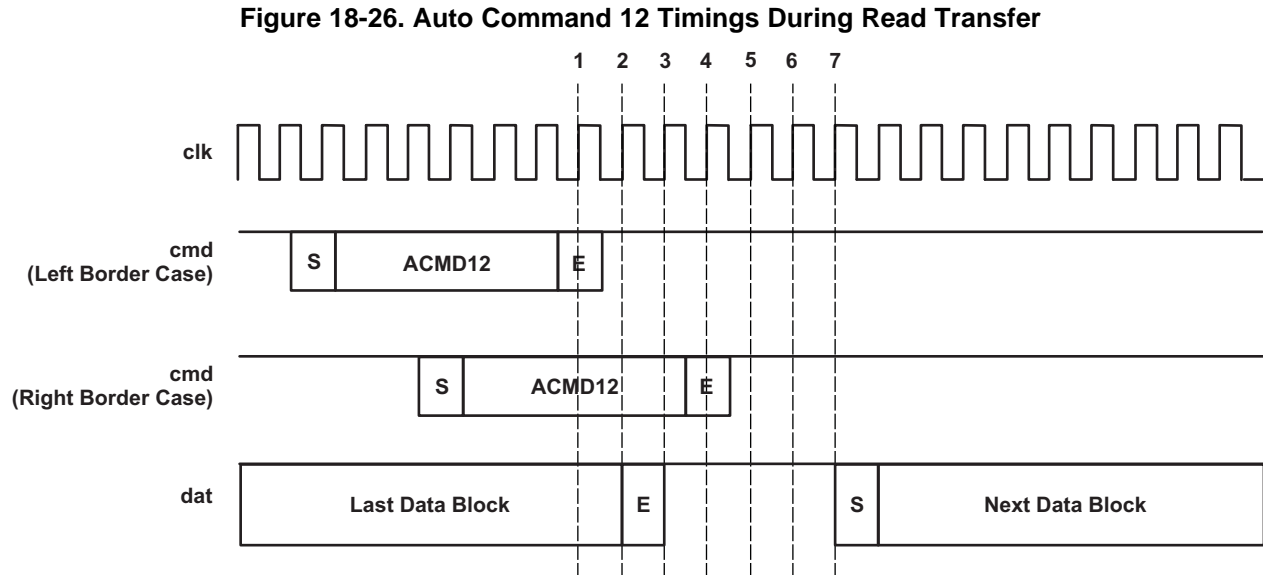 Figure 18-26. Auto Command 12 Timings During Read Transfer
1 2 3 4 5 6 7
clk
cmd
(Left Border Case)
S ACMD12 E
cmd
(Right Border Case)
S ACMD12 E
dat
Last Data Block E S Next Data Block